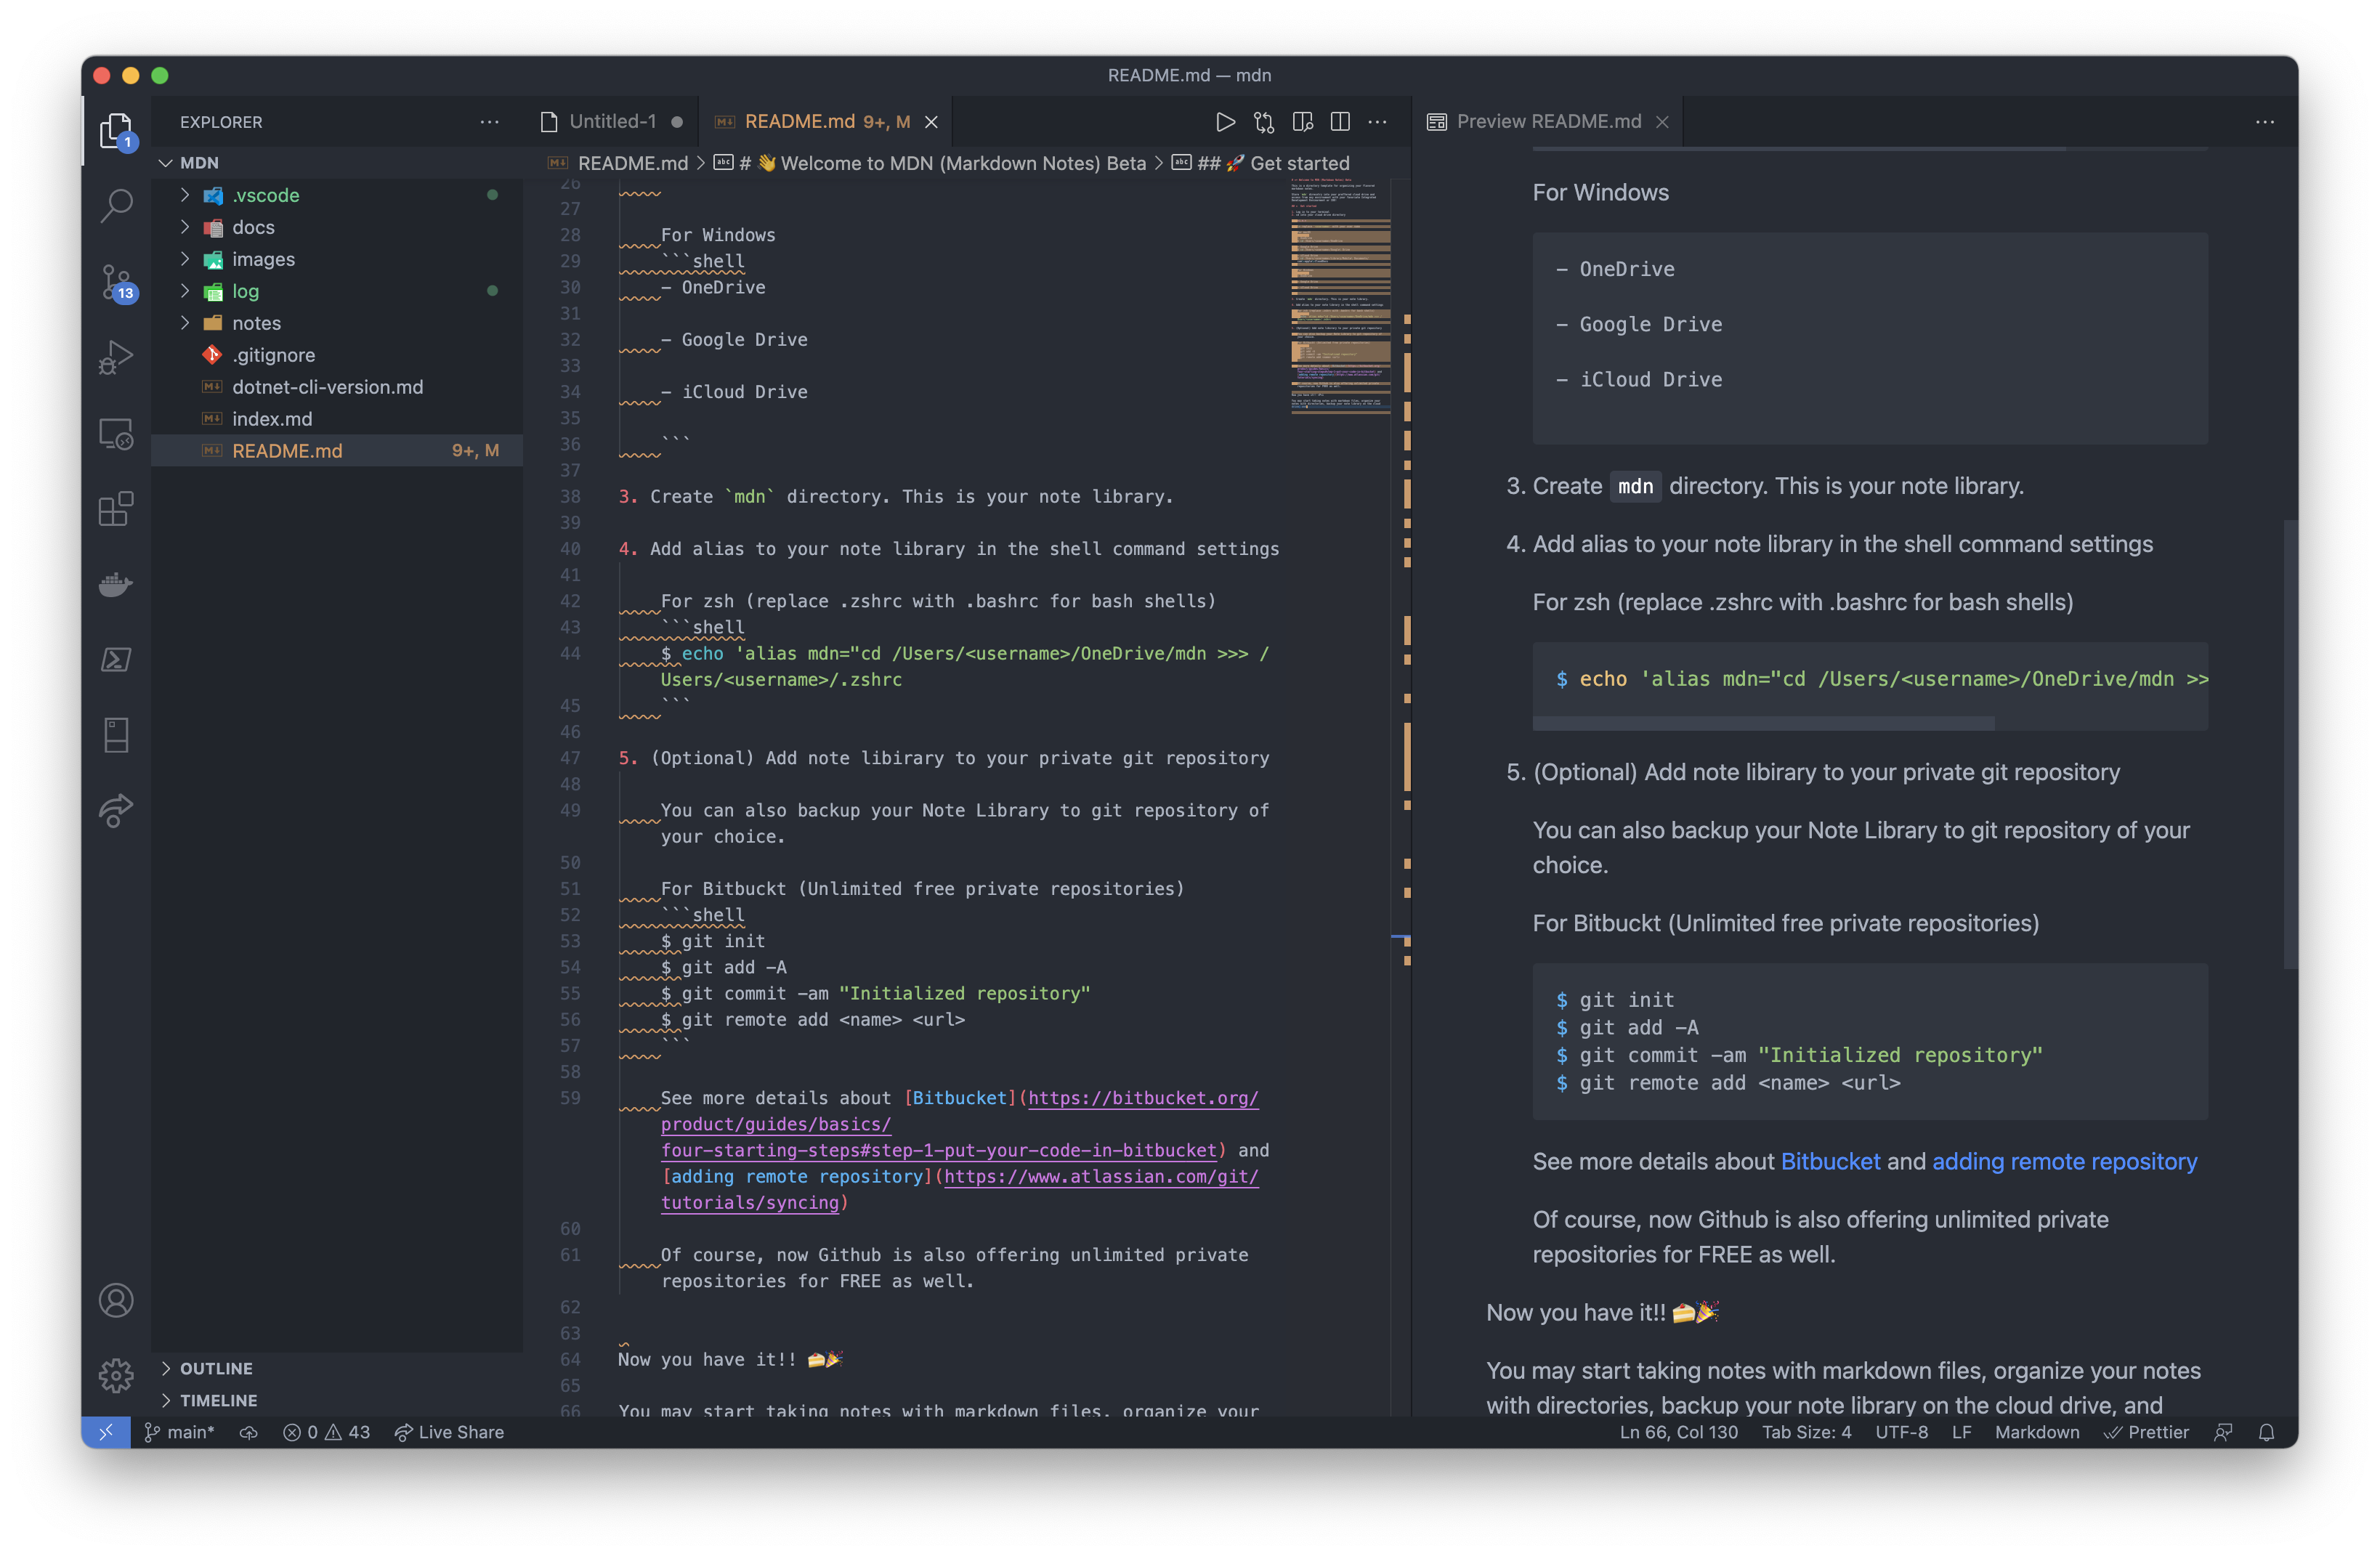 README.md — mdn
EXPLORER
MDN
.vscode
docs
images
log
notes
.gitignore
dotnet-cli-version.md
index.md
README.md 9+, M
OUTLINE
TIMELINE
1
13
Untitled-1
README.md 9+, M
README.md > # 👋 Welcome to MDN (Markdown Notes) Beta > ## 🚀 Get started
26
27
28 For Windows
29 ```shell
30 - OneDrive
31
32 - Google Drive
33
34 - iCloud Drive
35
36 ```
37
38 3. Create `mdn` directory. This is your note library.
39
40 4. Add alias to your note library in the shell command settings
41
42 For zsh (replace .zshrc with .bashrc for bash shells)
43 ```shell
44 $ echo 'alias mdn="cd /Users/<username>/OneDrive/mdn >>> /
Users/<username>/.zshrc
45 ```
46
47 5. (Optional) Add note libirary to your private git repository
48
49 You can also backup your Note Library to git repository of
your choice.
50
51 For Bitbuckt (Unlimited free private repositories)
52 ```shell
53 $ git init
54 $ git add -A
55 $ git commit -am "Initialized repository"
56 $ git remote add <name> <url>
57 ```
58
59 See more details about [Bitbucket](https://bitbucket.org/
product/guides/basics/
four-starting-steps#step-1-put-your-code-in-bitbucket) and
[adding remote repository](https://www.atlassian.com/git/
tutorials/syncing)
60
61 Of course, now Github is also offering unlimited private
repositories for FREE as well.
62
63
64 Now you have it!! 🍰🎉
65
66 You may start taking notes with markdown files, organize your
Preview README.md
For Windows
- OneDrive
- Google Drive
- iCloud Drive
3. Create mdn directory. This is your note library.
4. Add alias to your note library in the shell command settings
For zsh (replace .zshrc with .bashrc for bash shells)
$ echo 'alias mdn="cd /Users/<username>/OneDrive/mdn >>
5. (Optional) Add note libirary to your private git repository
You can also backup your Note Library to git repository of your
choice.
For Bitbuckt (Unlimited free private repositories)
$ git init
$ git add -A
$ git commit -am "Initialized repository"
$ git remote add <name> <url>
See more details about Bitbucket and adding remote repository
Of course, now Github is also offering unlimited private
repositories for FREE as well.
Now you have it!! 🍰🎉
You may start taking notes with markdown files, organize your notes
with directories, backup your note library on the cloud drive, and
main* 0 43 Live Share Ln 66, Col 130 Tab Size: 4 UTF-8 LF Markdown Prettier